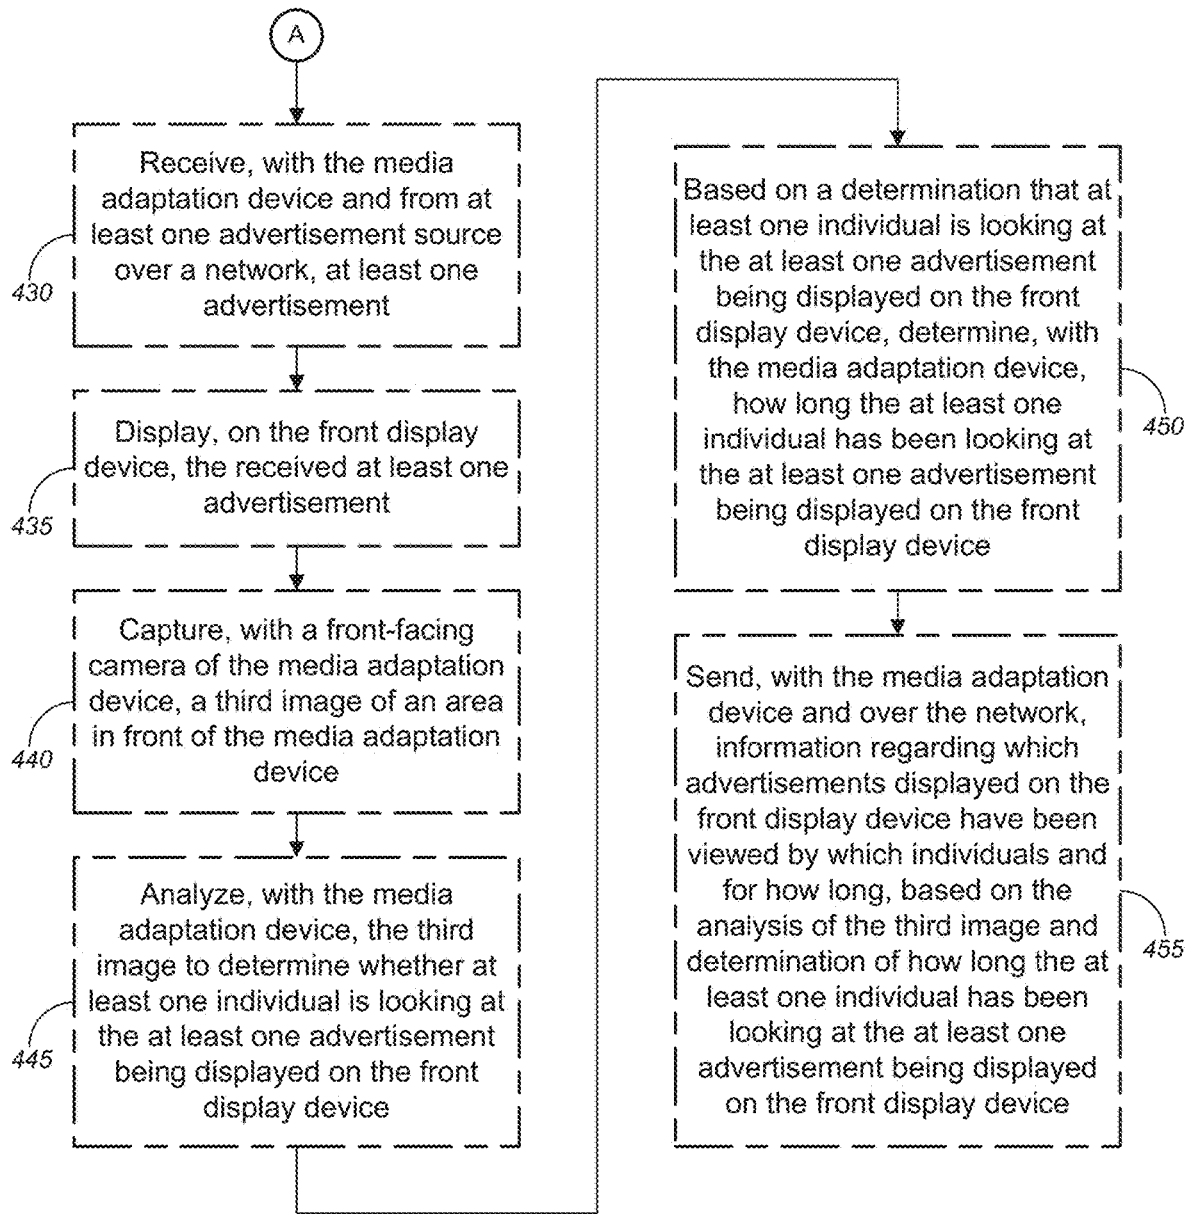 A
Receive, with the media
adaptation device and from at
least one advertisement source
over a network, at least one
advertisement
430
Display, on the front display
device, the received at least one
advertisement
435
Capture, with a front-facing
camera of the media adaptation
device, a third image of an area
in front of the media adaptation
device
440
Analyze, with the media
adaptation device, the third
image to determine whether at
least one individual is looking at
the at least one advertisement
being displayed on the front
display device
445
Based on a determination that at
least one individual is looking at
the at least one advertisement
being displayed on the front
display device, determine, with
the media adaptation device,
how long the at least one
individual has been looking at
the at least one advertisement
being displayed on the front
display device
450
Send, with the media adaptation
device and over the network,
information regarding which
advertisements displayed on the
front display device have been
viewed by which individuals and
for how long, based on the
analysis of the third image and
determination of how long the at
least one individual has been
looking at the at least one
advertisement being displayed
on the front display device
455